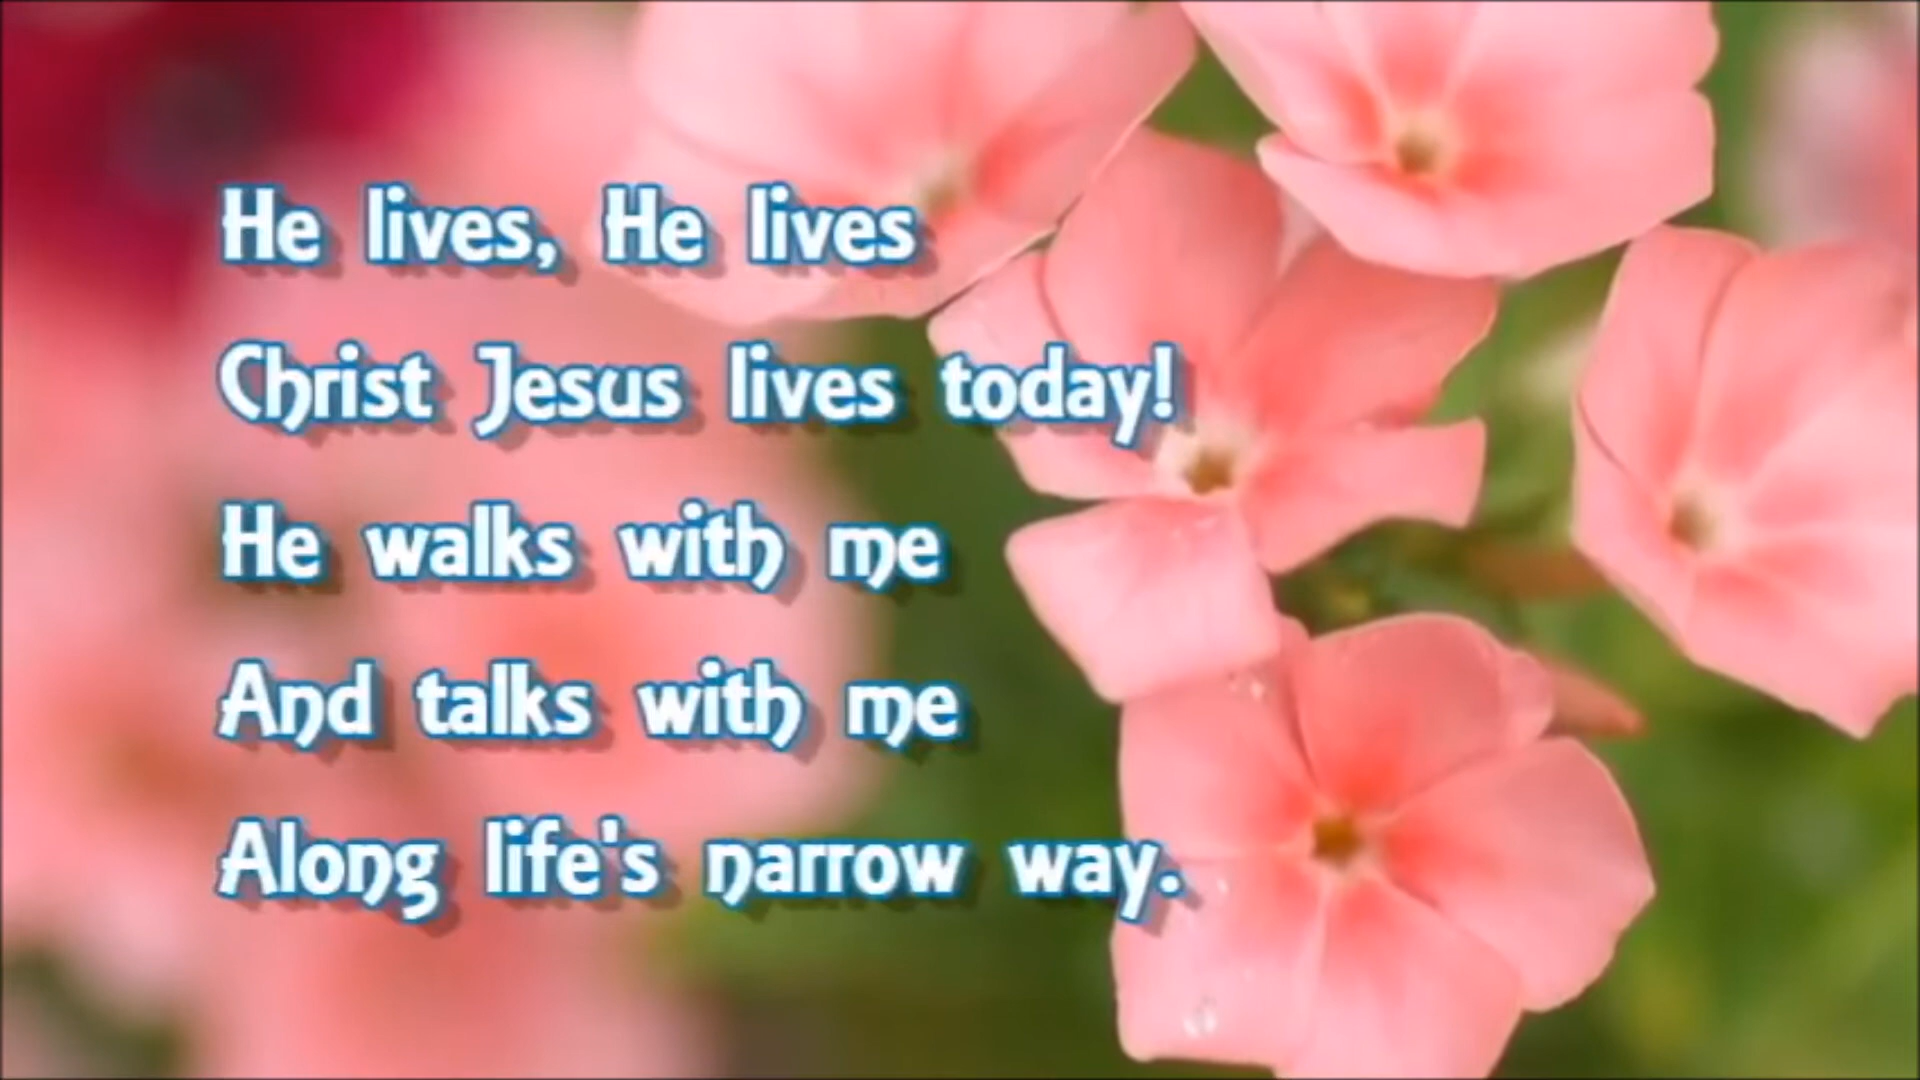 He lives, He lives
Christ Jesus lives today!
He walks with me
And talks with me
Along life's narrow way.